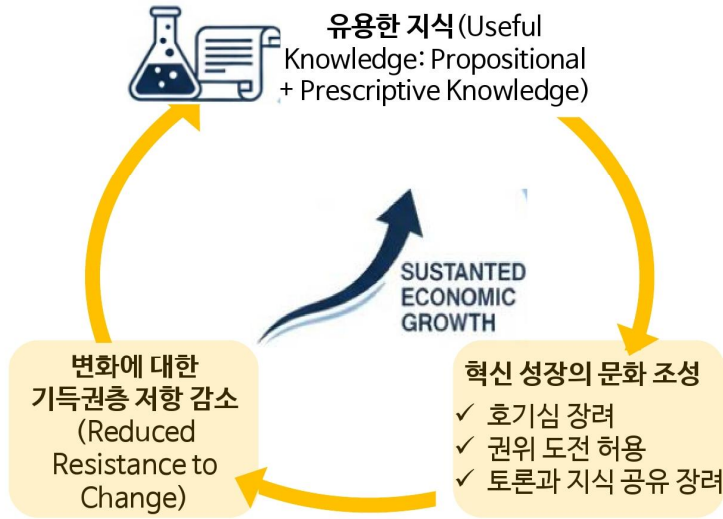 유용한 지식(Useful
Knowledge: Propositional
+ Prescriptive Knowledge)
SUSTANTED
ECONOMIC
GROWTH
혁신 성장의 문화 조성
✓ 호기심 장려
✓ 권위 도전 허용
✓ 토론과 지식 공유 장려
변화에 대한
기득권층 저항 감소
(Reduced
Resistance to
Change)